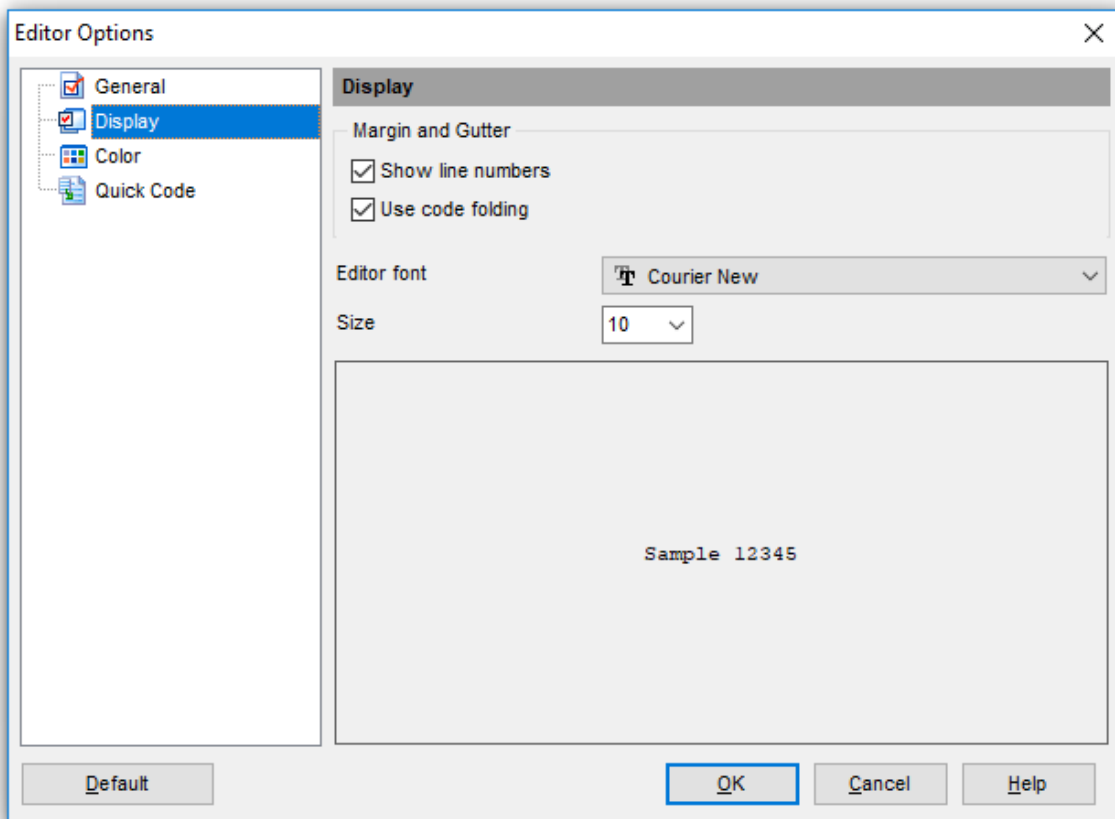 Editor Options
General
Display
Color
Quick Code
Display
Margin and Gutter
Show line numbers
Use code folding
Editor font
Courier New
Size
10
Sample 12345
Default
OK
Cancel
Help